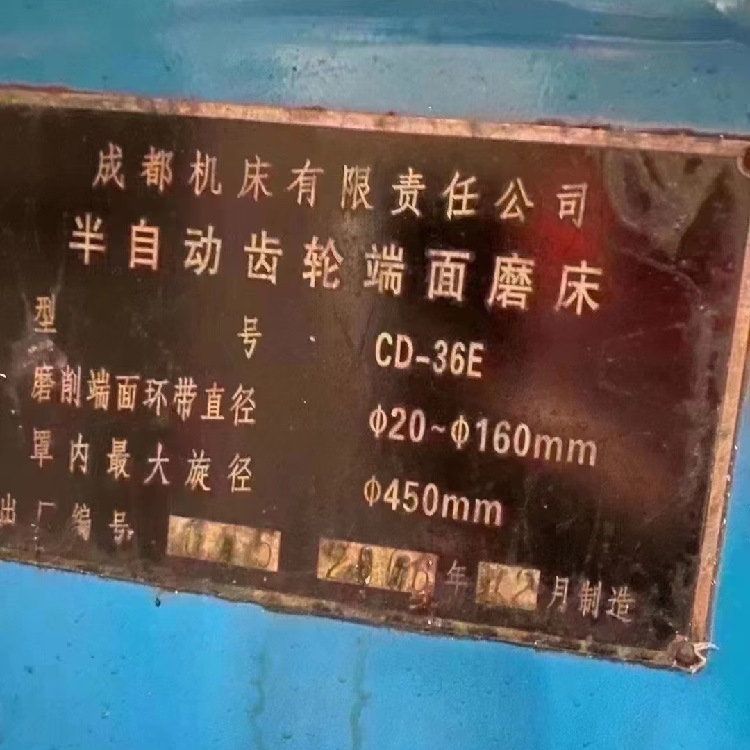 成都机床有限责任公司
半自动齿轮端面磨床
型号 CD-36E
磨削端面环带直径 Φ20~Φ160mm
罩内最大旋径 Φ450mm
出厂编号 年 12月制造